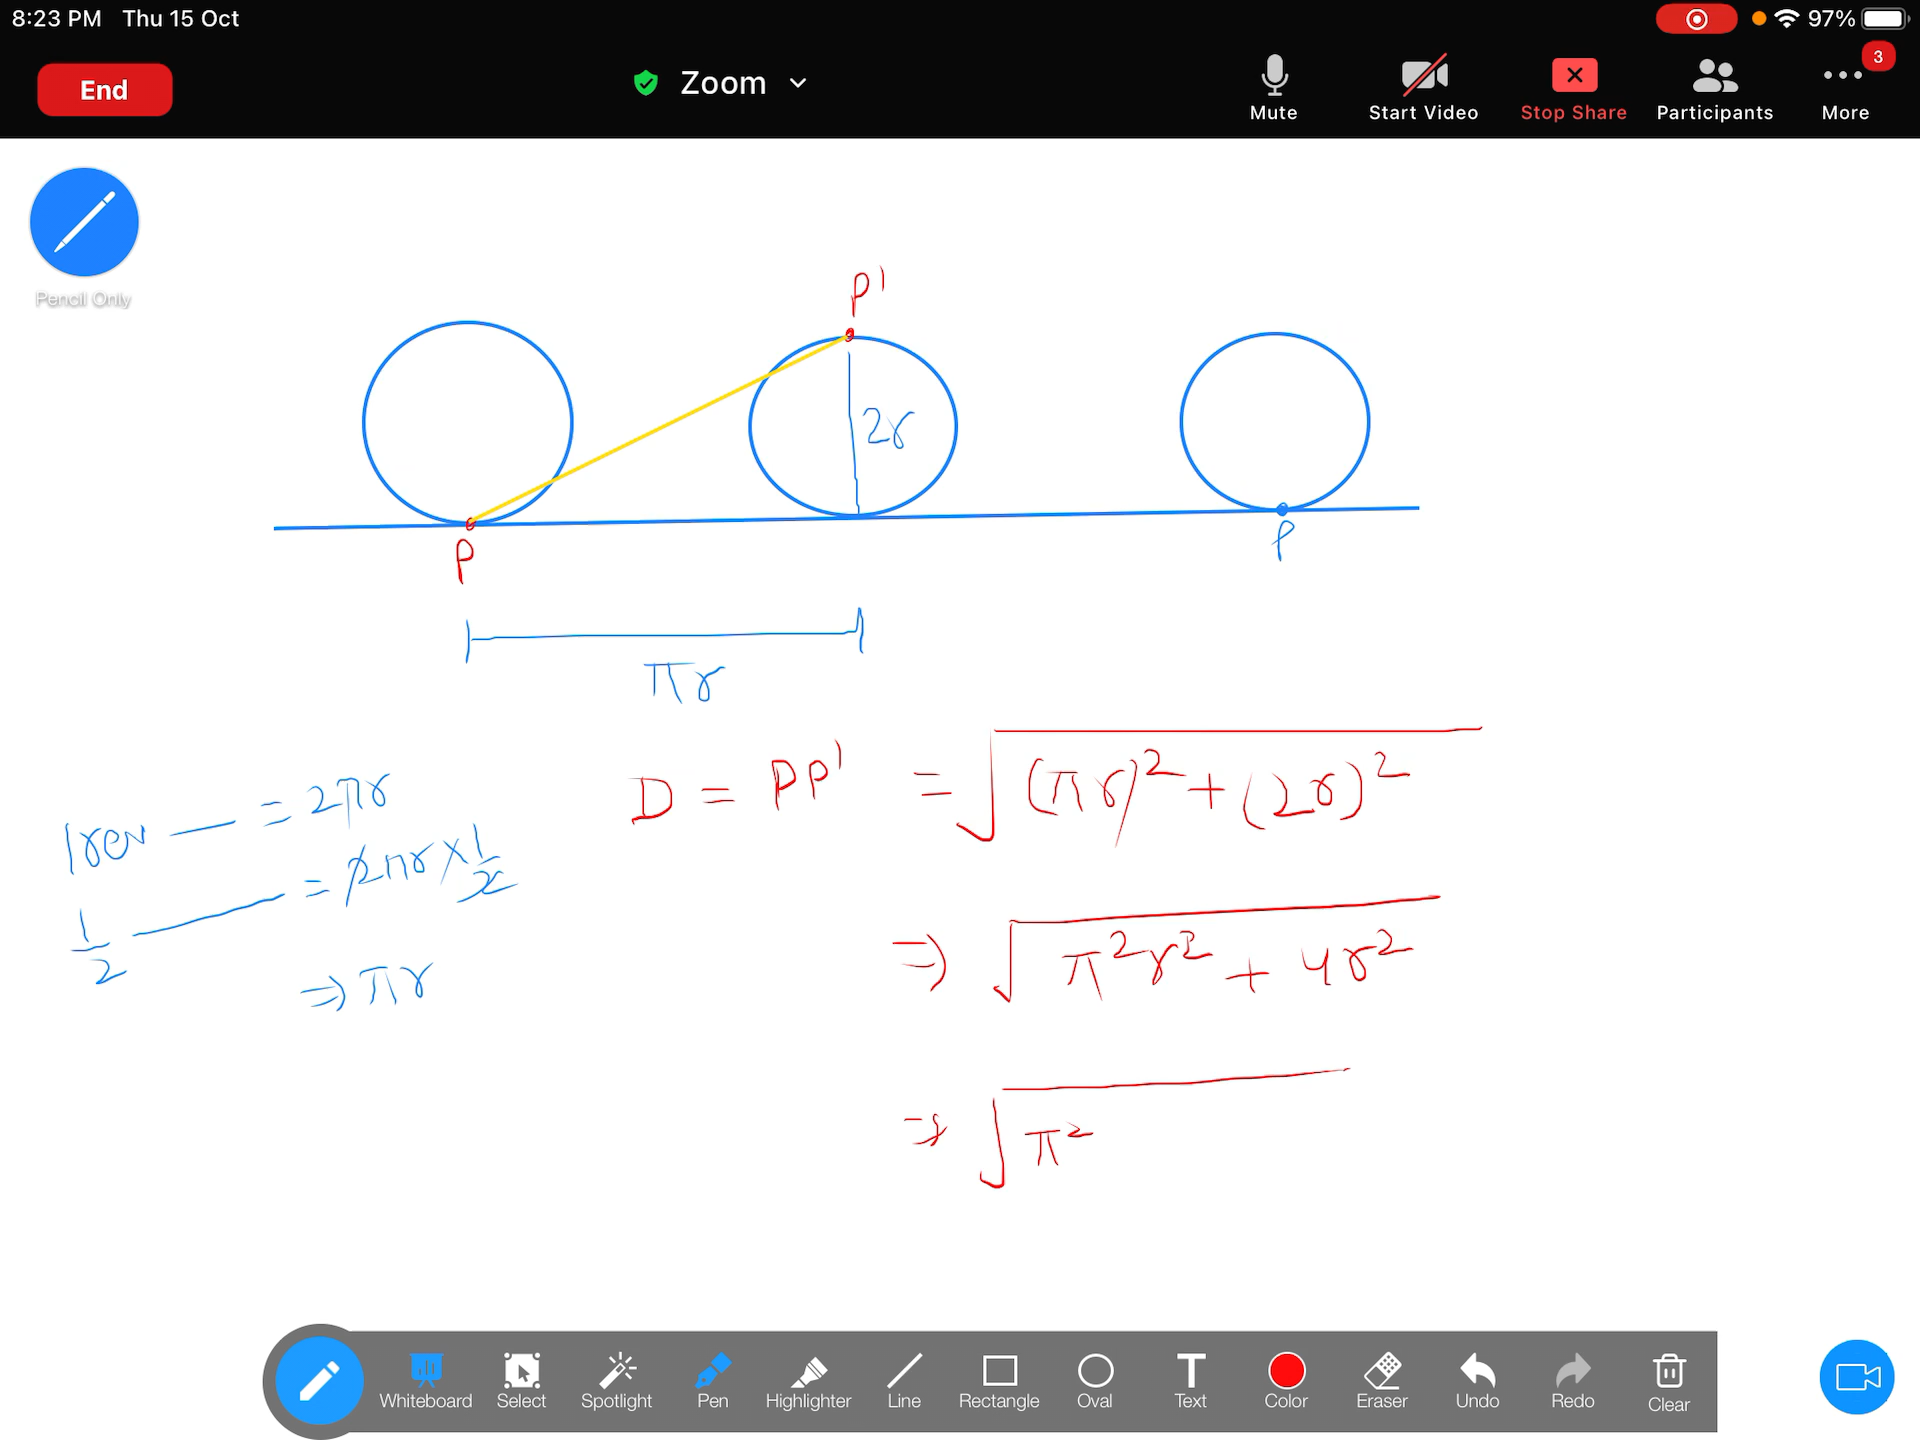 8:23 PM Thu 15 Oct 97%
End Zoom Mute Start Video Stop Share Participants More 3
Pencil Only
P'
2r
P
P
πr
1 rev — = 2πr
1/2 — = 2πr × 1/2
⇒ πr
D = PP' = √(πr)² + (2r)²
⇒ √π²r² + 4r²
⇒ √π²
Whiteboard Select Spotlight Pen Highlighter Line Rectangle Oval Text Color Eraser Undo Redo Clear